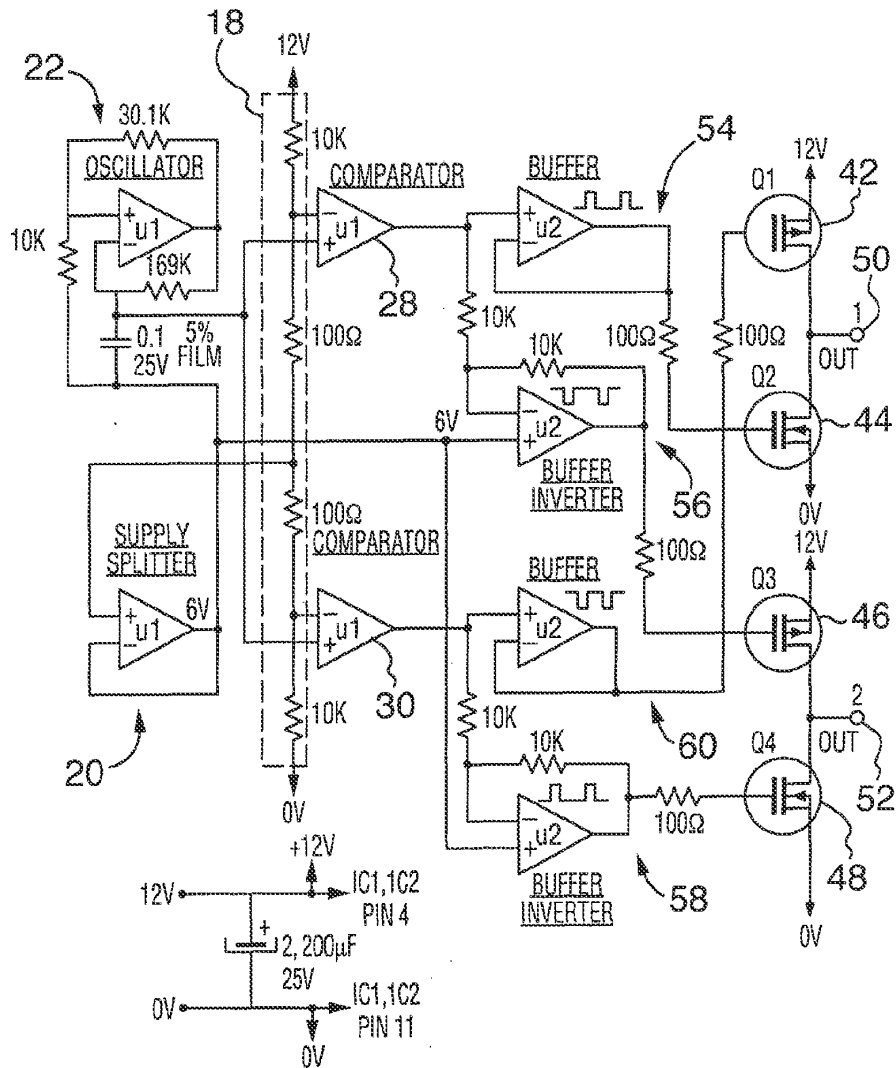 22
18
12V
54
30.1K
OSCILLATOR
+
u1
−
10K
169K
0.1
25V
5%
FILM
10K
COMPARATOR
−
u1
+
28
BUFFER
+
u2
−
12V
Q1
42
50
1
OUT
100Ω
10K
10K
100Ω
100Ω
Q2
44
0V
6V
−
u2
+
BUFFER
INVERTER
56
100Ω
SUPPLY
SPLITTER
+
u1
−
6V
20
100Ω
COMPARATOR
−
u1
+
30
10K
0V
BUFFER
+
u2
−
60
100Ω
12V
Q3
46
2
OUT
52
10K
10K
−
u2
+
BUFFER
INVERTER
58
100Ω
Q4
48
0V
+12V
12V
IC1,1C2
PIN 4
+
2,200µF
25V
0V
IC1,1C2
PIN 11
0V